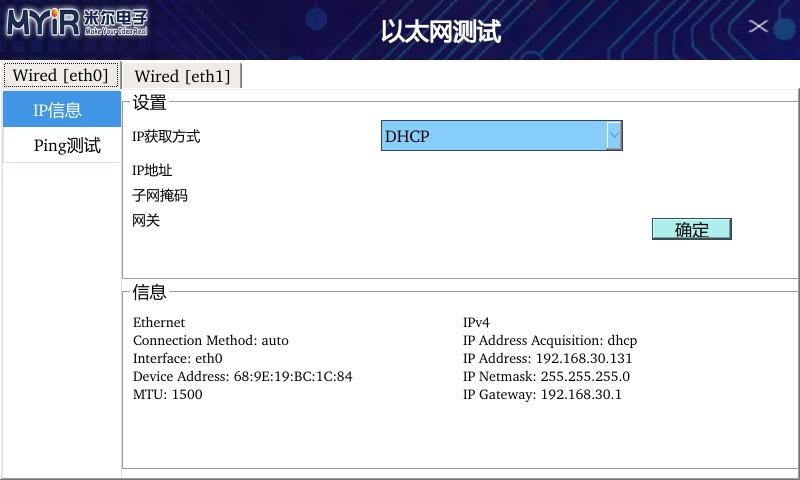 MYiR 米尔电子
Make Your Idea Real
以太网测试
Wired [eth0]
Wired [eth1]
IP信息
Ping测试
设置
IP获取方式
DHCP
IP地址
子网掩码
网关
确定
信息
Ethernet
Connection Method: auto
Interface: eth0
Device Address: 68:9E:19:BC:1C:84
MTU: 1500
IPv4
IP Address Acquisition: dhcp
IP Address: 192.168.30.131
IP Netmask: 255.255.255.0
IP Gateway: 192.168.30.1